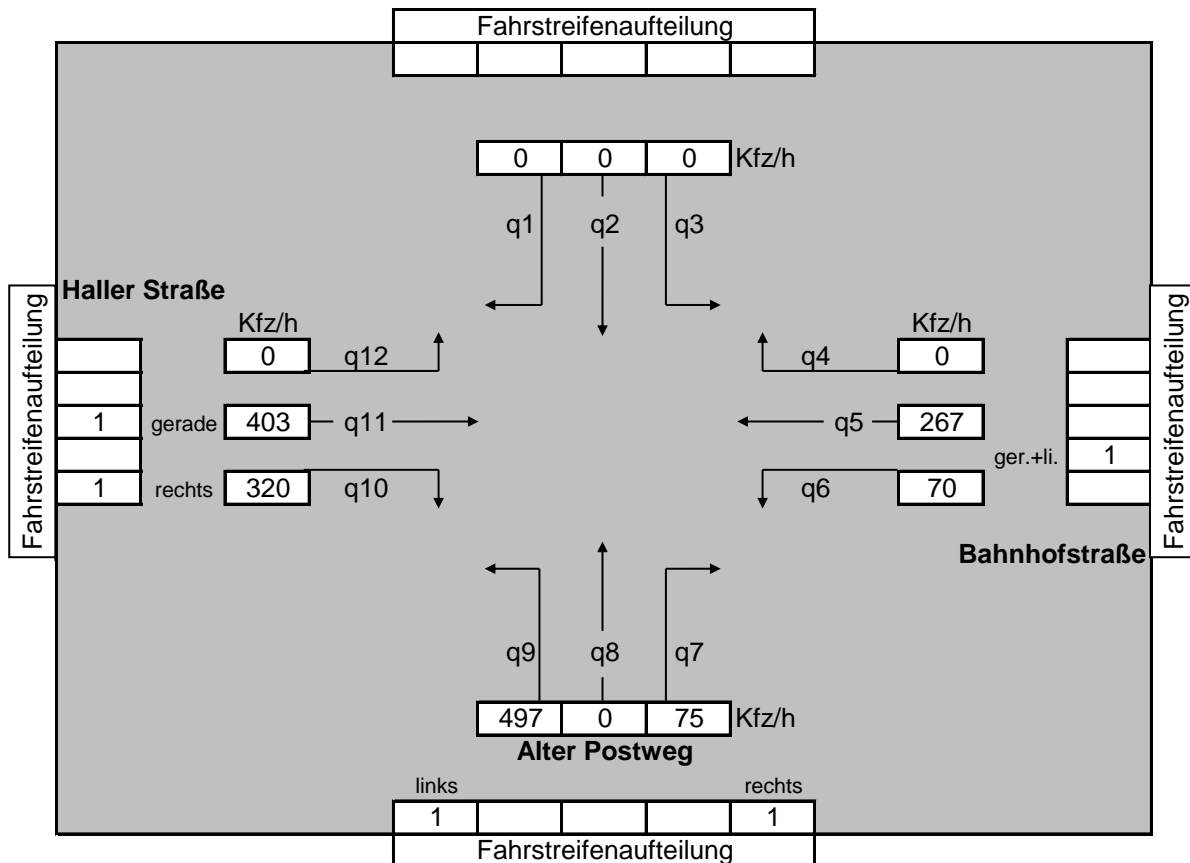 Fahrstreifenaufteilung
0 0 0 Kfz/h
q1 q2 q3
Haller Straße
Fahrstreifenaufteilung
Kfz/h
0 q12
1 gerade 403 q11
1 rechts 320 q10
Kfz/h
q4 0
q5 267
ger.+li. 1
q6 70
Fahrstreifenaufteilung
Bahnhofstraße
q9 q8 q7
497 0 75 Kfz/h
Alter Postweg
links rechts
1 1
Fahrstreifenaufteilung